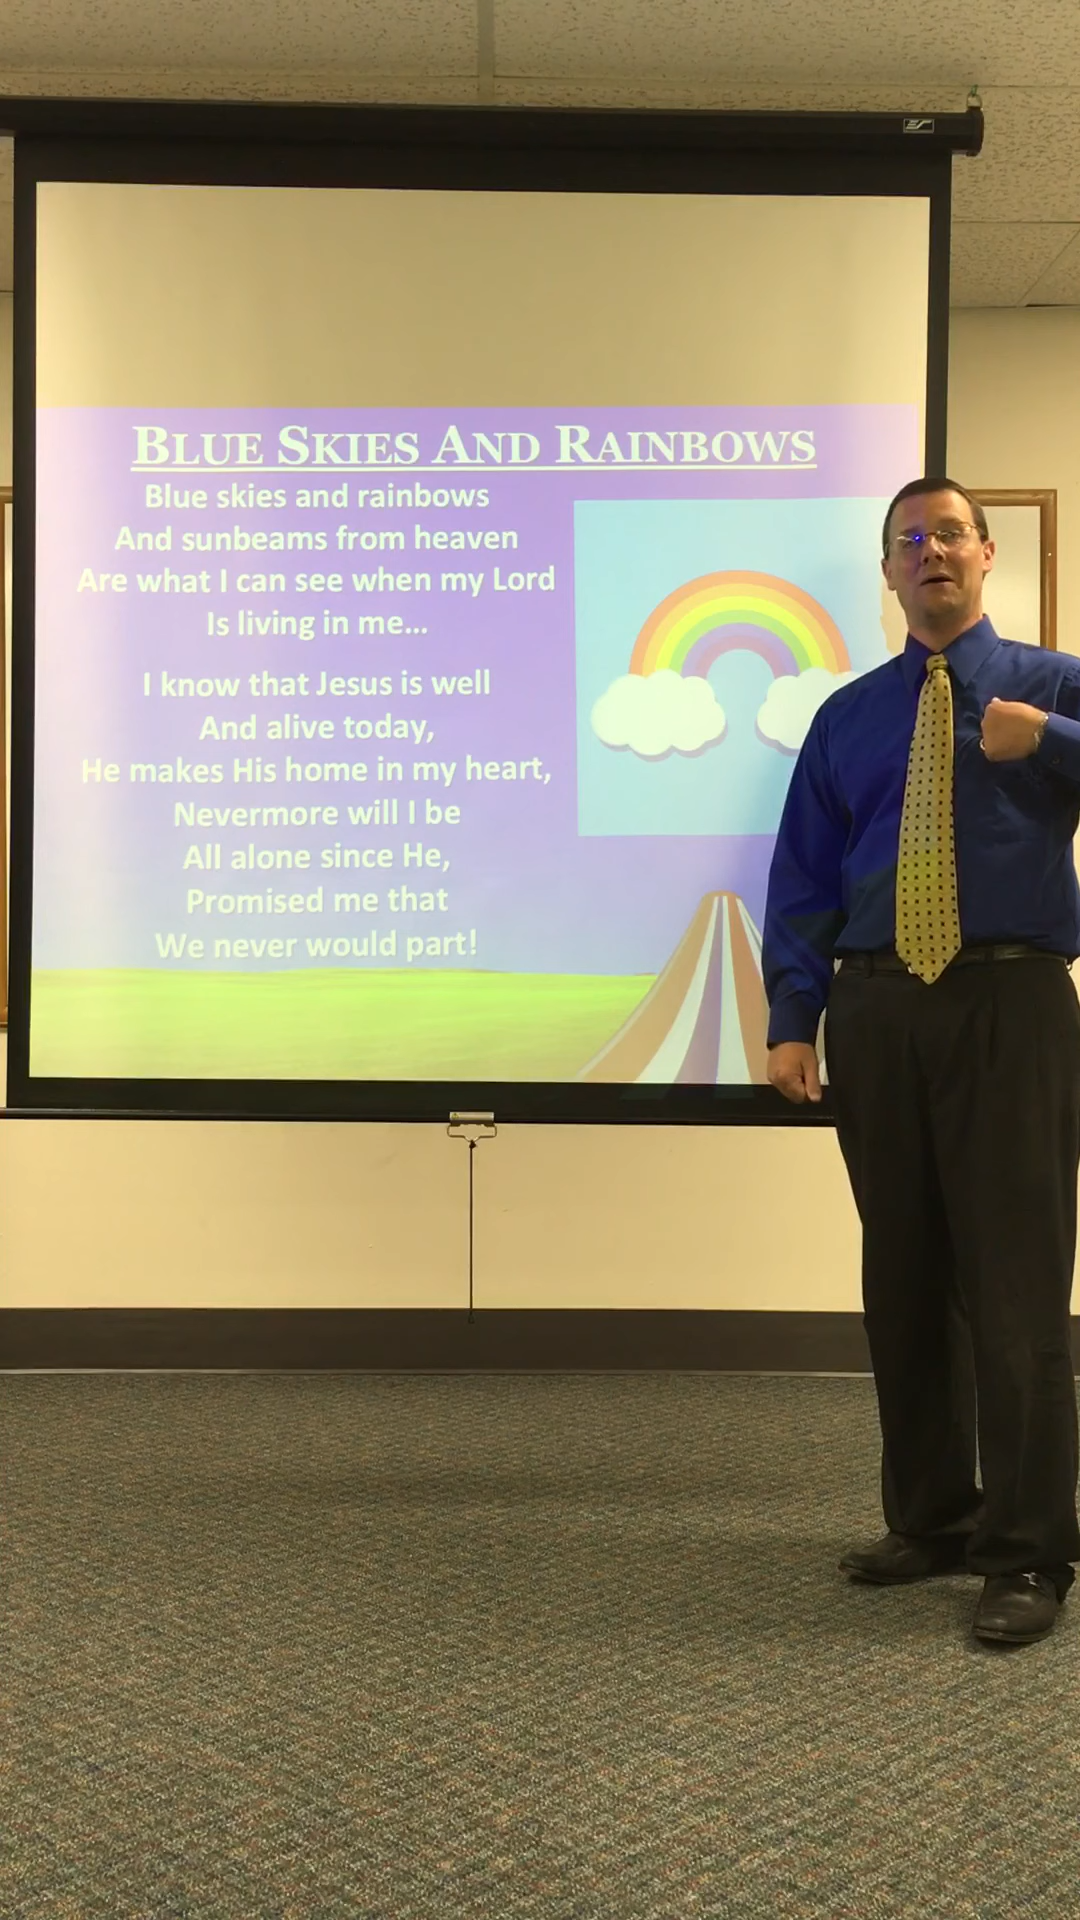 BLUE SKIES AND RAINBOWS
Blue skies and rainbows
And sunbeams from heaven
Are what I can see when my Lord
Is living in me...
I know that Jesus is well
And alive today,
He makes His home in my heart,
Nevermore will I be
All alone since He,
Promised me that
We never would part!